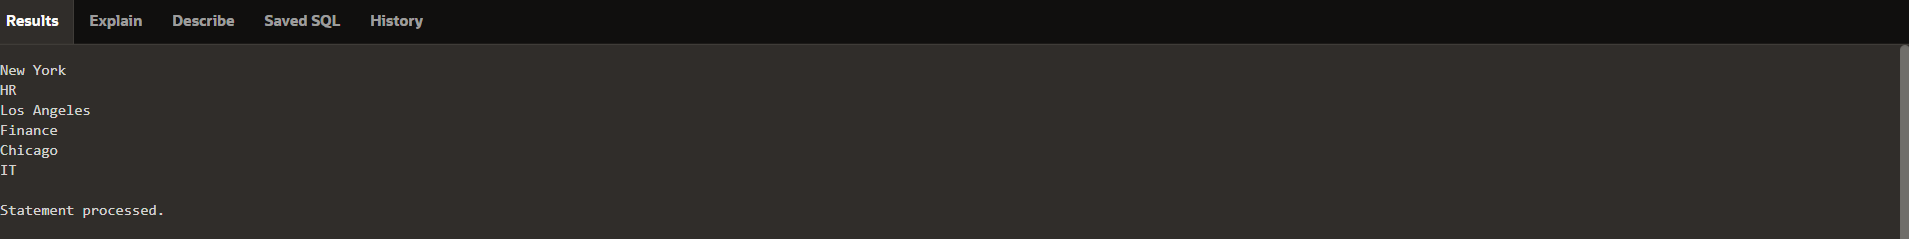 Results Explain Describe Saved SQL History
New York
HR
Los Angeles
Finance
Chicago
IT
Statement processed.